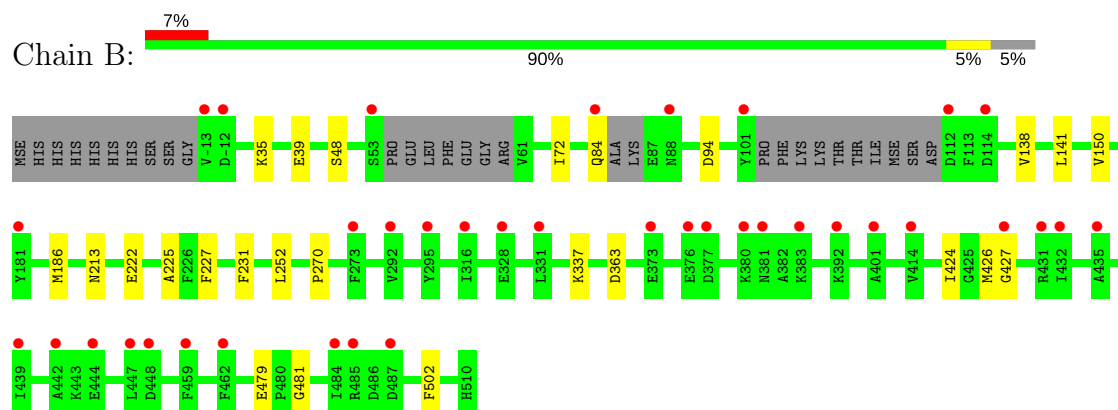 7%
Chain B:
90% 5% 5%
MSE HIS HIS HIS HIS HIS HIS SER SER GLY V-13 D-12 K35 E39 S48 S53 PRO GLU LEU PHE GLU GLY ARG V61 I72 Q84 ALA LYS E87 N88 D94 Y101 PRO PHE LYS LYS THR THR ILE MSE SER ASP D112 F113 D114 V138 L141 V150
Y181 M186 N213 E222 A225 F226 F227 F231 L252 P270 F273 V292 Y295 I316 E328 L331 K337 D363 E373 E376 D377 K380 N381 A382 K383 K392 A401 V414 I424 G425 M426 G427 R431 I432 A435
I439 A442 K443 E444 L447 D448 F459 F462 E479 P480 G481 I484 R485 D486 D487 F502 H510